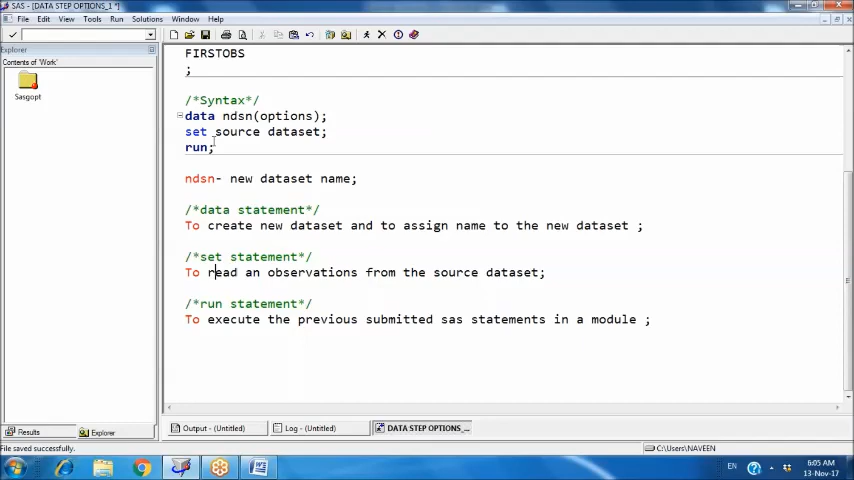 SAS - [DATA STEP OPTIONS_1 *]
File Edit View Tools Run Solutions Window Help
Explorer
Contents of 'Work'
Sasgopt
FIRSTOBS
;
/*Syntax*/
data ndsn(options);
set source dataset;
run;
ndsn- new dataset name;
/*data statement*/
To create new dataset and to assign name to the new dataset ;
/*set statement*/
To read an observations from the source dataset;
/*run statement*/
To execute the previous submitted sas statements in a module ;
Results Explorer Output - (Untitled) Log - (Untitled) DATA STEP OPTIONS_...
File saved successfully. C:\Users\NAVEEN
EN 6:05 AM
13-Nov-17